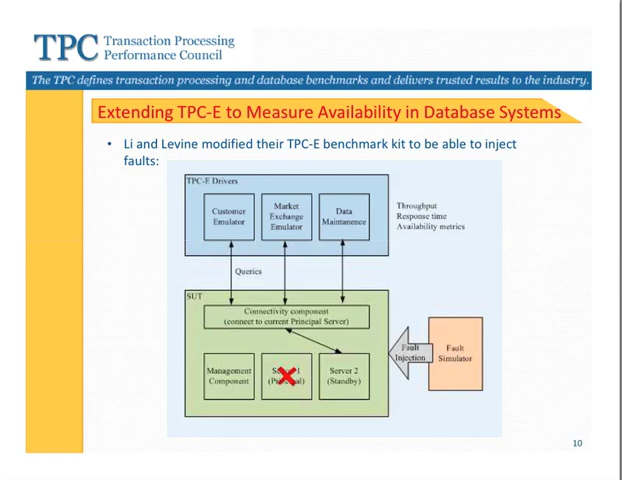 TPC Transaction Processing
Performance Council
The TPC defines transaction processing and database benchmarks and delivers trusted results to the industry.
Extending TPC-E to Measure Availability in Database Systems
• Li and Levine modified their TPC-E benchmark kit to be able to inject
faults:
TPC-E Drivers
Customer
Emulator
Market
Exchange
Emulator
Data
Maintanence
Throughput
Response time
Availability metrics
Queries
SUT
Connectivity component
(connect to current Principal Server)
Management
Component
Server 2
(Standby)
Fault
Injection
Fault
Simulator
10